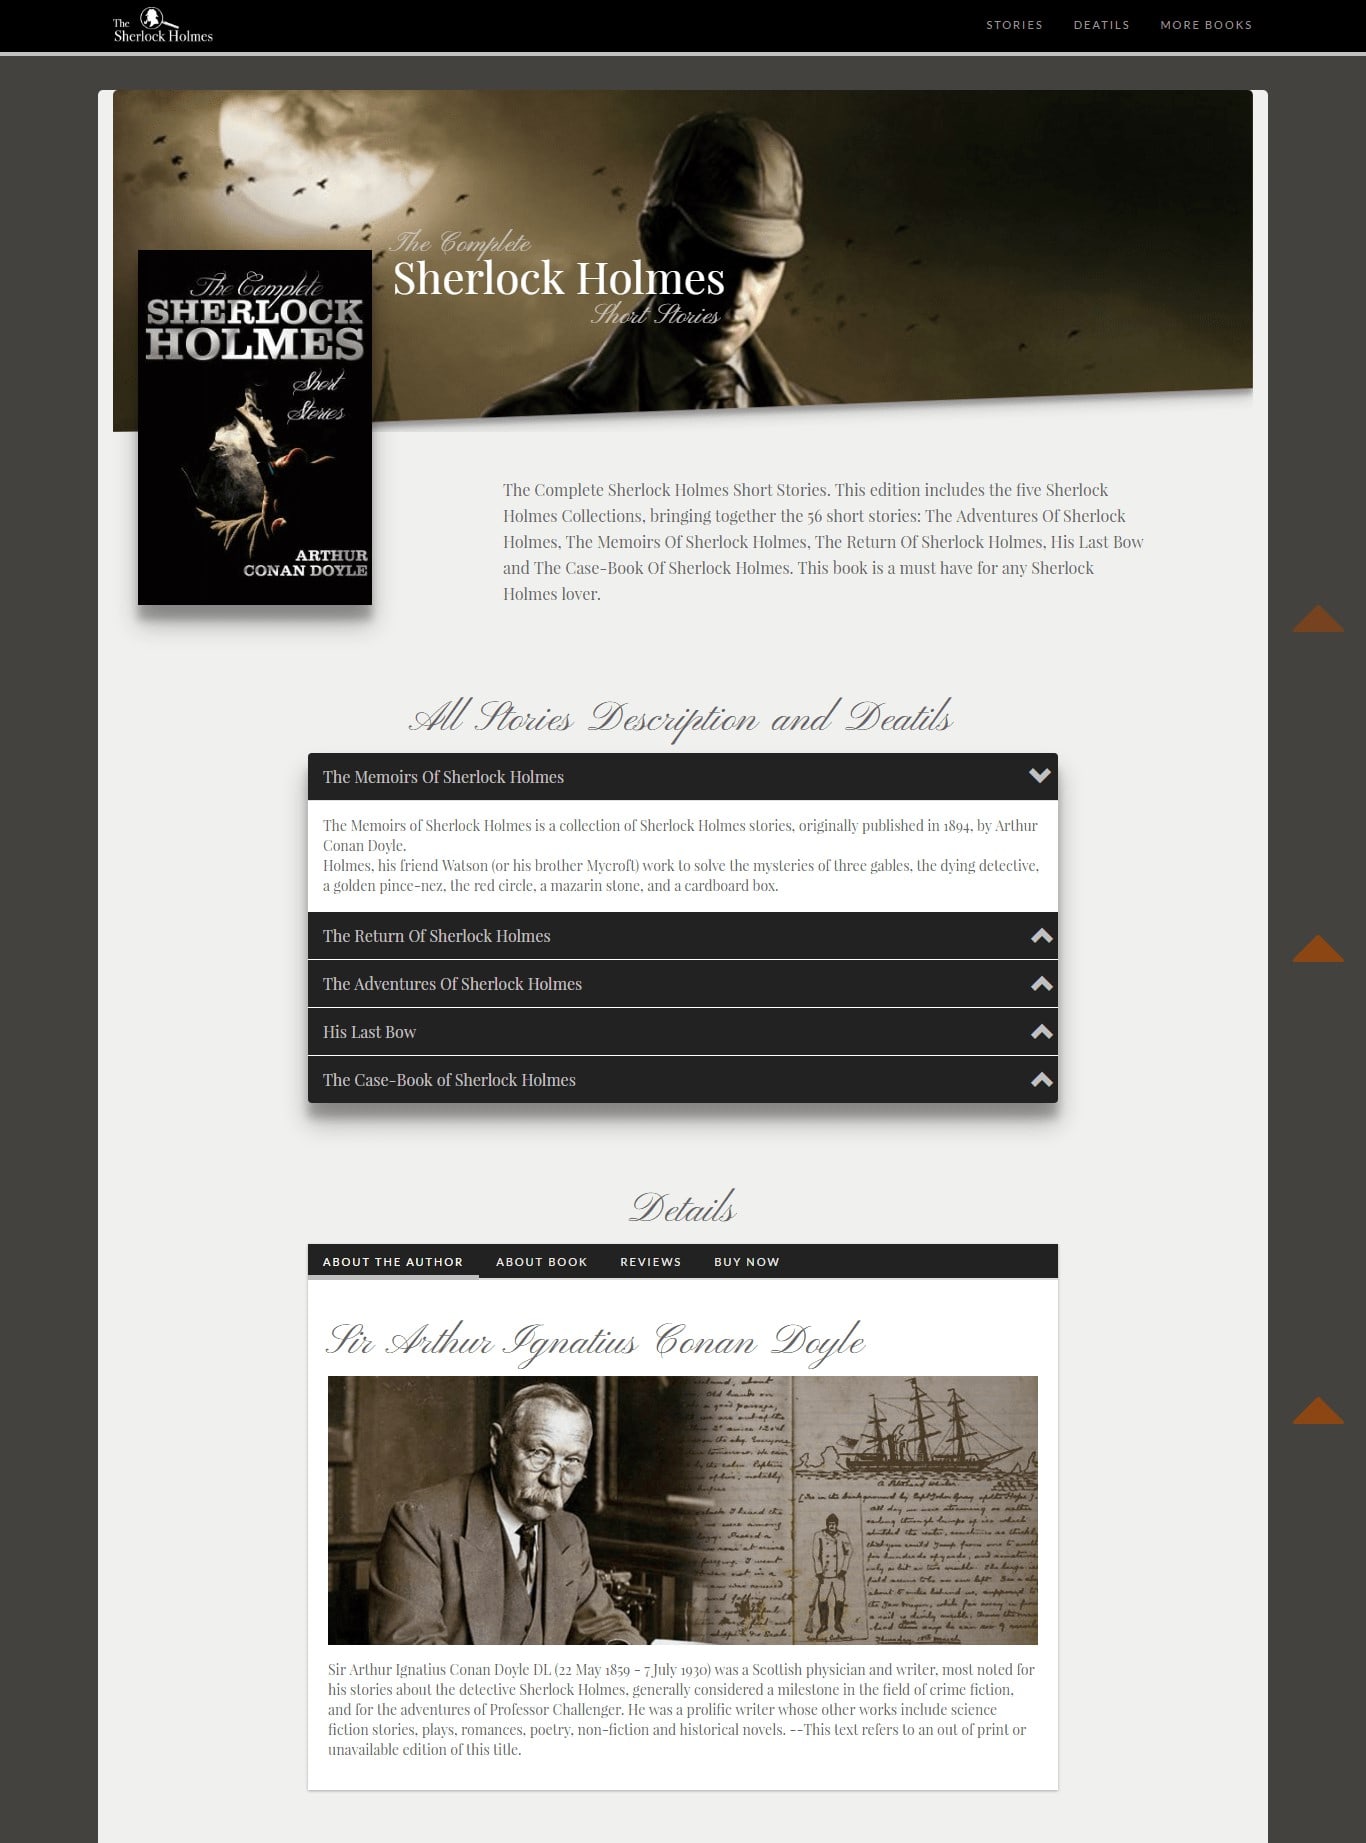 The
Sherlock Holmes
STORIES DEATILS MORE BOOKS
The Complete
Sherlock Holmes
Short Stories
The Complete
SHERLOCK
HOLMES
Short
Stories
ARTHUR
CONAN DOYLE
The Complete Sherlock Holmes Short Stories. This edition includes the five Sherlock
Holmes Collections, bringing together the 56 short stories: The Adventures Of Sherlock
Holmes, The Memoirs Of Sherlock Holmes, The Return Of Sherlock Holmes, His Last Bow
and The Case-Book Of Sherlock Holmes. This book is a must have for any Sherlock
Holmes lover.
All Stories Description and Deatils
The Memoirs Of Sherlock Holmes
The Memoirs of Sherlock Holmes is a collection of Sherlock Holmes stories, originally published in 1894, by Arthur
Conan Doyle.
Holmes, his friend Watson (or his brother Mycroft) work to solve the mysteries of three gables, the dying detective,
a golden pince-nez, the red circle, a mazarin stone, and a cardboard box.
The Return Of Sherlock Holmes
The Adventures Of Sherlock Holmes
His Last Bow
The Case-Book of Sherlock Holmes
Details
ABOUT THE AUTHOR ABOUT BOOK REVIEWS BUY NOW
Sir Arthur Ignatius Conan Doyle
Sir Arthur Ignatius Conan Doyle DL (22 May 1859 - 7 July 1930) was a Scottish physician and writer, most noted for
his stories about the detective Sherlock Holmes, generally considered a milestone in the field of crime fiction,
and for the adventures of Professor Challenger. He was a prolific writer whose other works include science
fiction stories, plays, romances, poetry, non-fiction and historical novels. --This text refers to an out of print or
unavailable edition of this title.